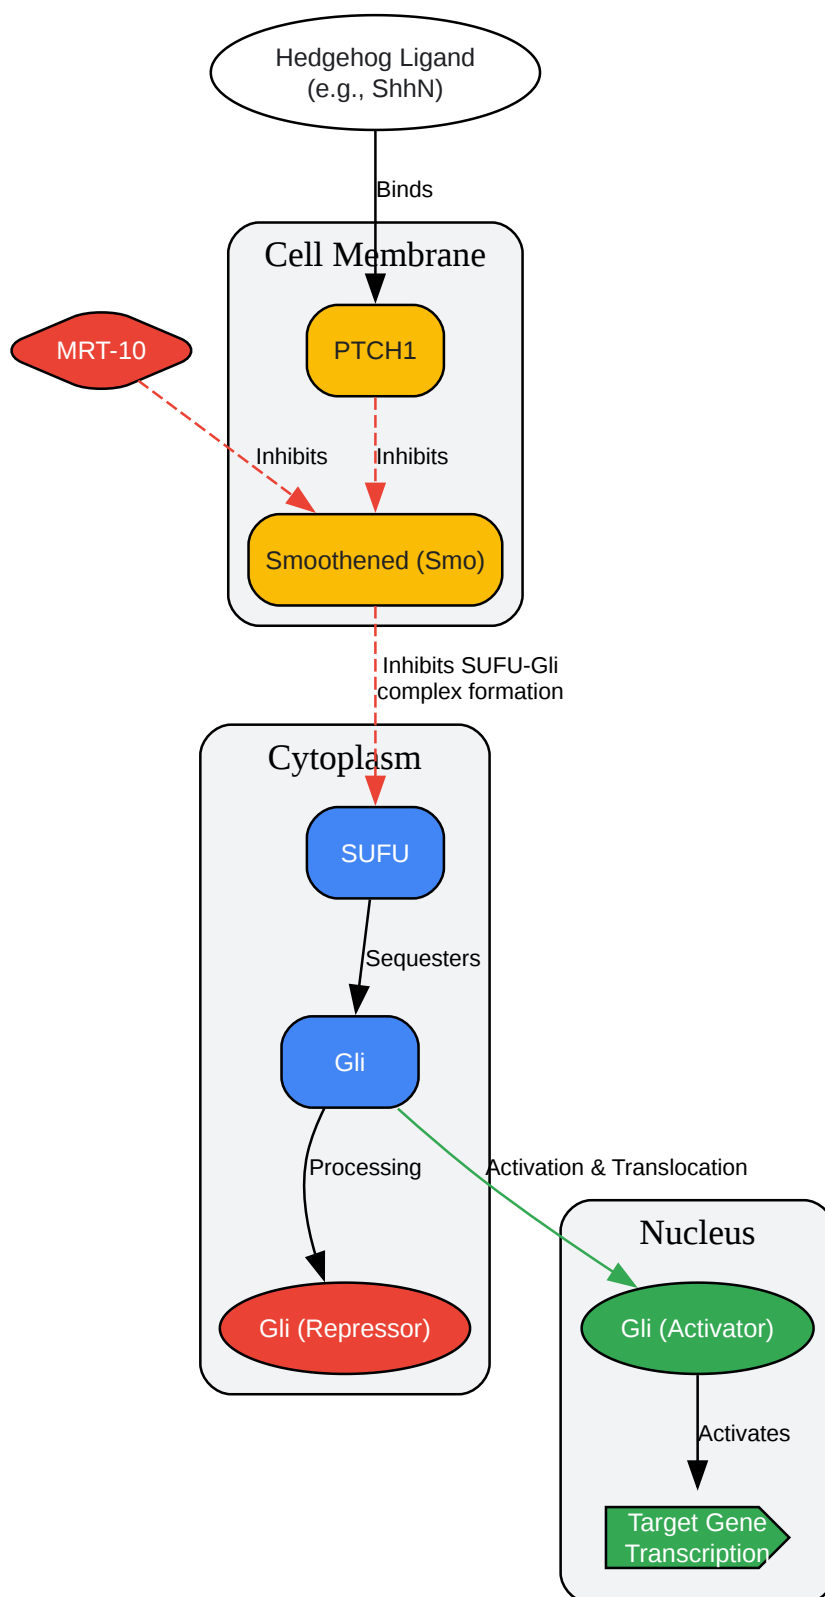 Hedgehog Ligand
(e.g., ShhN)
Binds
Cell Membrane
MRT-10
PTCH1
Inhibits
Inhibits
Smoothened (Smo)
Inhibits SUFU-Gli
complex formation
Cytoplasm
SUFU
Sequesters
Gli
Processing
Activation & Translocation
Nucleus
Gli (Repressor)
Gli (Activator)
Activates
Target Gene
Transcription